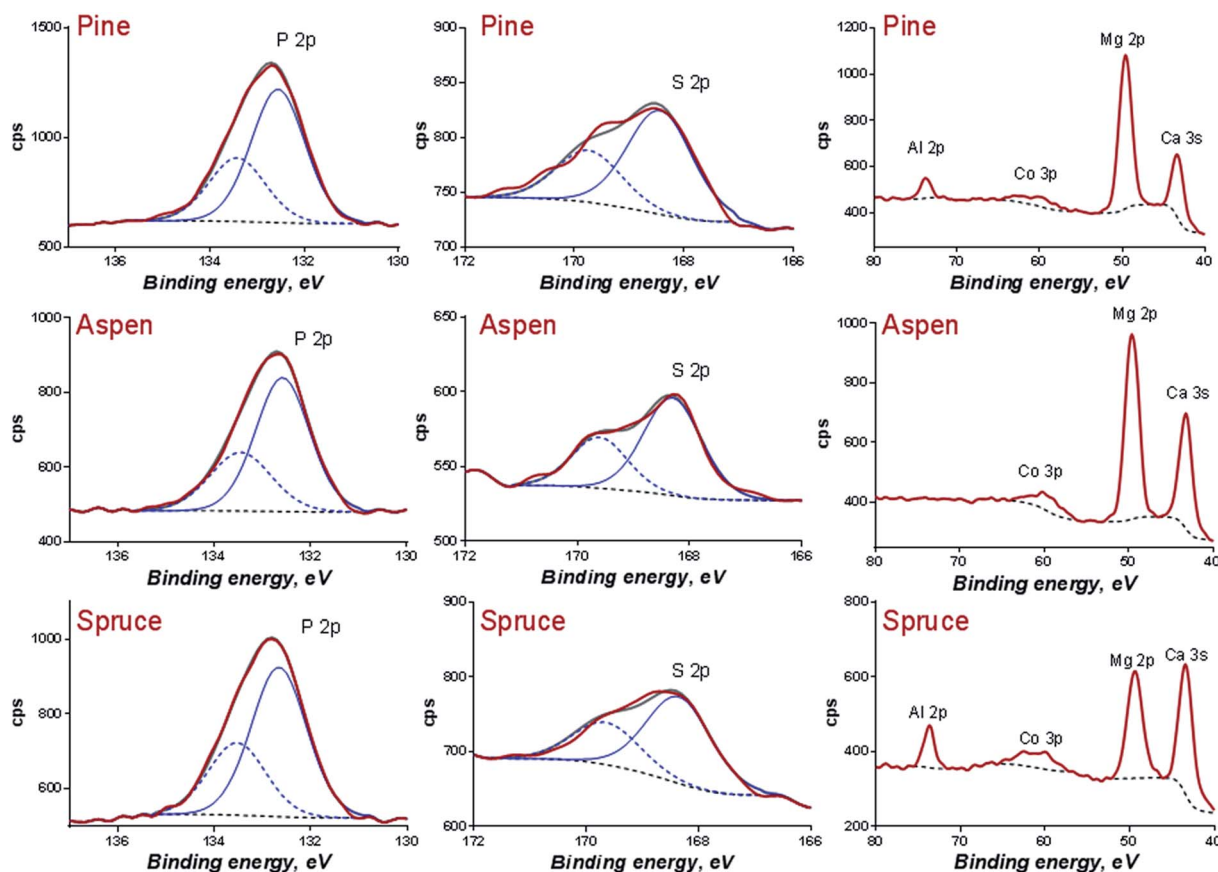 Pine
P 2p
1500
1000
500
cps
136
134
132
130
Binding energy, eV
Pine
S 2p
900
850
800
750
700
cps
172
170
168
166
Binding energy, eV
Pine
Mg 2p
Ca 3s
Al 2p
Co 3p
1200
1000
800
600
400
cps
80
70
60
50
40
Binding energy, eV
Aspen
P 2p
1000
800
600
400
cps
136
134
132
130
Binding energy, eV
Aspen
S 2p
650
600
550
500
cps
172
170
168
166
Binding energy, eV
Aspen
Mg 2p
Ca 3s
Co 3p
1000
800
600
400
cps
80
70
60
50
40
Binding energy, eV
Spruce
P 2p
1000
800
600
cps
136
134
132
130
Binding energy, eV
Spruce
S 2p
900
800
700
600
cps
172
170
168
166
Binding energy, eV
Spruce
Mg 2p
Ca 3s
Al 2p
Co 3p
800
600
400
200
cps
80
70
60
50
40
Binding energy, eV